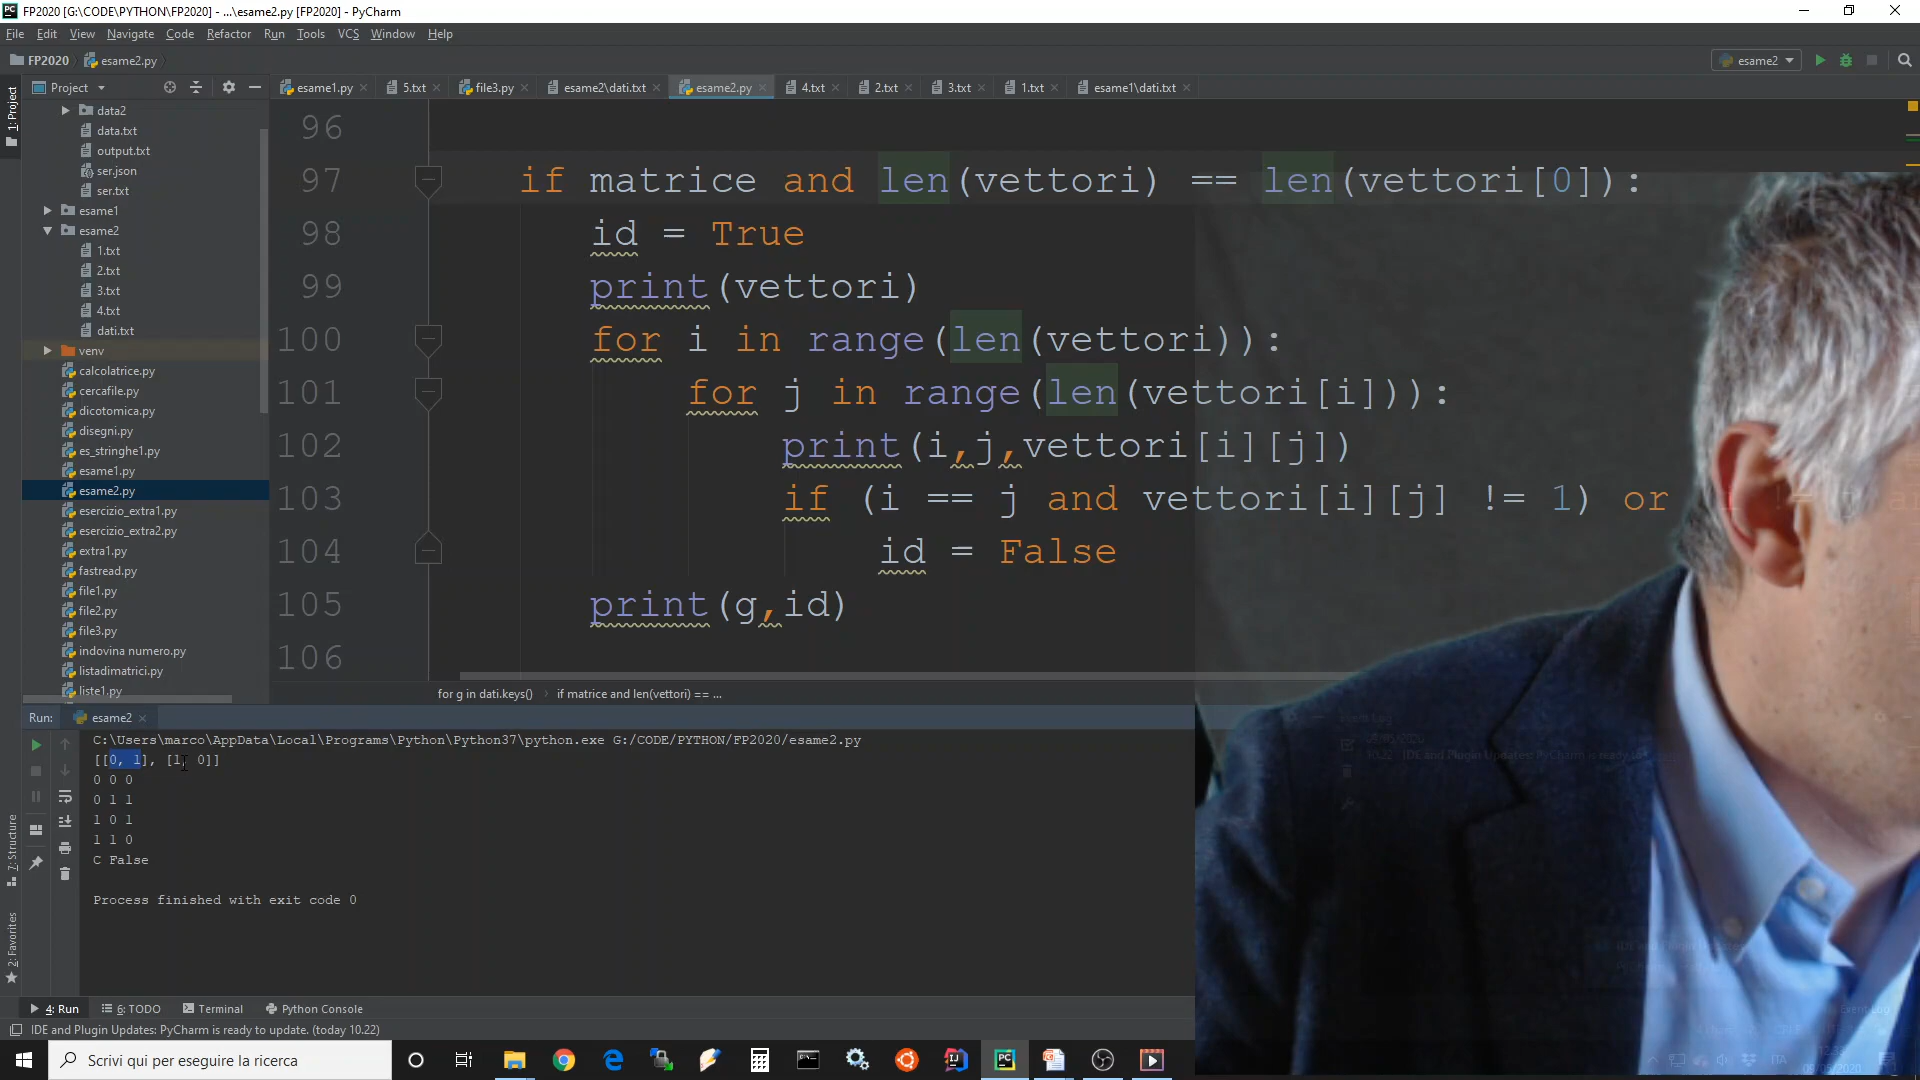 FP2020 [G:\CODE\PYTHON\FP2020] - ...\esame2.py [FP2020] - PyCharm
File Edit View Navigate Code Refactor Run Tools VCS Window Help
FP2020 esame2.py
esame2
Project
esame1.py 5.txt file3.py esame2\dati.txt esame2.py 4.txt 2.txt 3.txt 1.txt esame1\dati.txt
1: Project
data2
data.txt
output.txt
ser.json
ser.txt
esame1
esame2
1.txt
2.txt
3.txt
4.txt
dati.txt
venv
calcolatrice.py
cercafile.py
dicotomica.py
disegni.py
es_stringhe1.py
esame1.py
esame2.py
esercizio_extra1.py
esercizio_extra2.py
extra1.py
fastread.py
file1.py
file2.py
file3.py
indovina numero.py
listadimatrici.py
liste1.py
96
97 if matrice and len(vettori) == len(vettori[0]):
98 id = True
99 print(vettori)
100 for i in range(len(vettori)):
101 for j in range(len(vettori[i])):
102 print(i,j,vettori[i][j])
103 if (i == j and vettori[i][j] != 1) or
104 id = False
105 print(g,id)
106
for g in dati.keys() if matrice and len(vettori) == ...
Run: esame2
C:\Users\marco\AppData\Local\Programs\Python\Python37\python.exe G:/CODE/PYTHON/FP2020/esame2.py
[[0, 1], [1, 0]]
0 0 0
0 1 1
1 0 1
1 1 0
C False
Process finished with exit code 0
7: Structure
2: Favorites
Event Log
4: Run 6: TODO Terminal Python Console
Event Log
IDE and Plugin Updates: PyCharm is ready to update. (today 10.22)
Scrivi qui per eseguire la ricerca
ITA